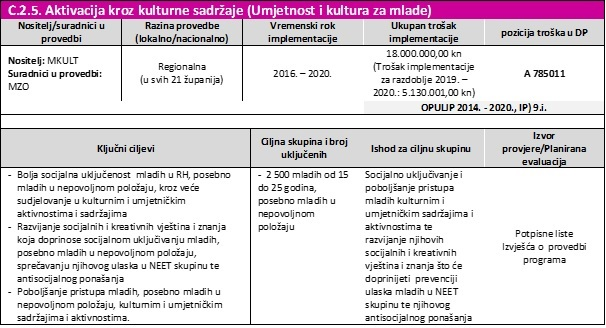 C.2.5. Aktivacija kroz kulturne sadržaje (Umjetnost i kultura za mlade)
Nositelj/suradnici u
provedbi
Razina provedbe
(lokalno/nacionalno)
Vremenski rok
implementacije
Ukupan trošak
implementacije
pozicija troška u DP
Nositelj: MKULT
Suradnici u provedbi:
MZO
Regionalna
(u svih 21 županija)
2016. – 2020.
18.000.000,00 kn
(Trošak implementacije
za razdoblje 2019. –
2020.: 5.130.001,00 kn)
A 785011
OPULJP 2014. - 2020., IP) 9.i.
Ključni ciljevi
Ciljna skupina i broj
uključenih
Ishod za ciljnu skupinu
Izvor
provjere/Planirana
evaluacija
- Bolja socijalna uključenost mladih u RH, posebno
mladih u nepovoljnom položaju, kroz veće
sudjelovanje u kulturnim i umjetničkim
aktivnostima i sadržajima
- Razvijanje socijalnih i kreativnih vještina i znanja
koja doprinose socijalnom uključivanju mladih,
posebno mladih u nepovoljnom položaju,
sprečavanju njihovog ulaska u NEET skupinu te
antisocijalnog ponašanja
- Poboljšanje pristupa mladih, posebno mladih u
nepovoljnom položaju, kulturnim i umjetničkim
sadržajima i aktivnostima.
- 2 500 mladih od 15
do 25 godina,
posebno mladih u
nepovoljnom
položaju
Socijalno uključivanje i
poboljšanje pristupa
mladih kulturnim i
umjetničkim sadržajima i
aktivnostima te
razvijanje njihovih
socijalnih i kreativnih
vještina i znanja što će
doprinijeti prevenciji
ulaska mladih u NEET
skupinu te njihovog
antisocijalnog ponašanja
Potpisne liste
Izvješća o provedbi
programa